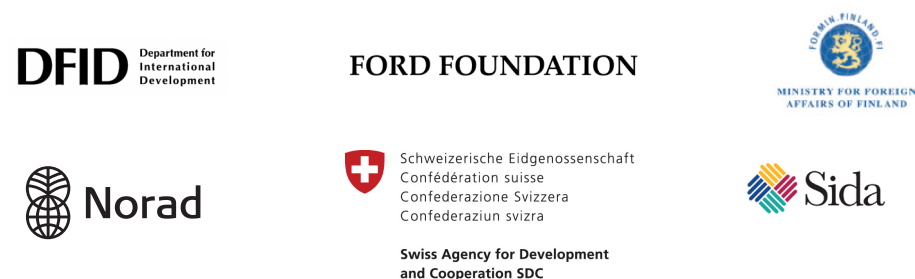 DFID
Department for
International
Development
FORD FOUNDATION
FORMIN.FINLAND.FI
MINISTRY FOR FOREIGN
AFFAIRS OF FINLAND
Norad
Schweizerische Eidgenossenschaft
Confédération suisse
Confederazione Svizzera
Confederaziun svizra
Swiss Agency for Development
and Cooperation SDC
Sida